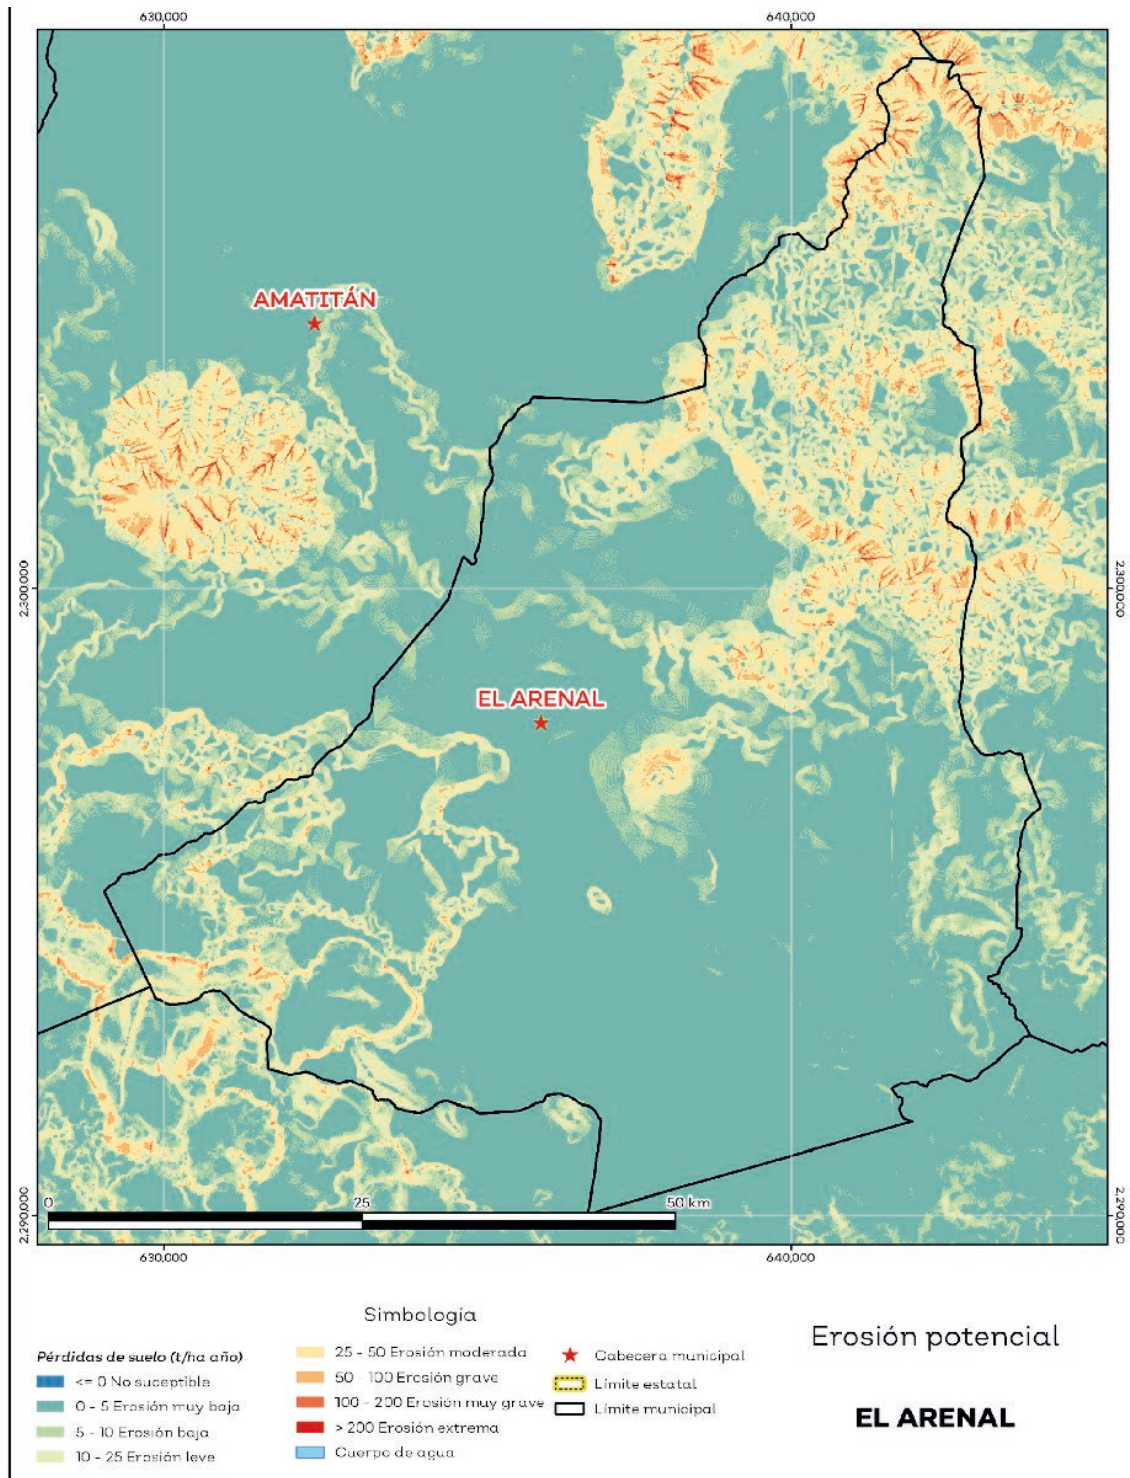 630,000
640,000
AMATITÁN
2,300,000
2,300,000
EL ARENAL
0
25
50 km
2,290,000
2,290,000
630,000
640,000
Simbología
Pérdidas de suelo (t/ha año)
<= 0 No suceptible
0 - 5 Erosión muy baja
5 - 10 Erosión baja
10 - 25 Erosión leve
25 - 50 Erosión moderada
50 - 100 Erosión grave
100 - 200 Erosión muy grave
> 200 Erosión extrema
Cuerpo de agua
Cabecera municipal
Límite estatal
Límite municipal
Erosión potencial
EL ARENAL